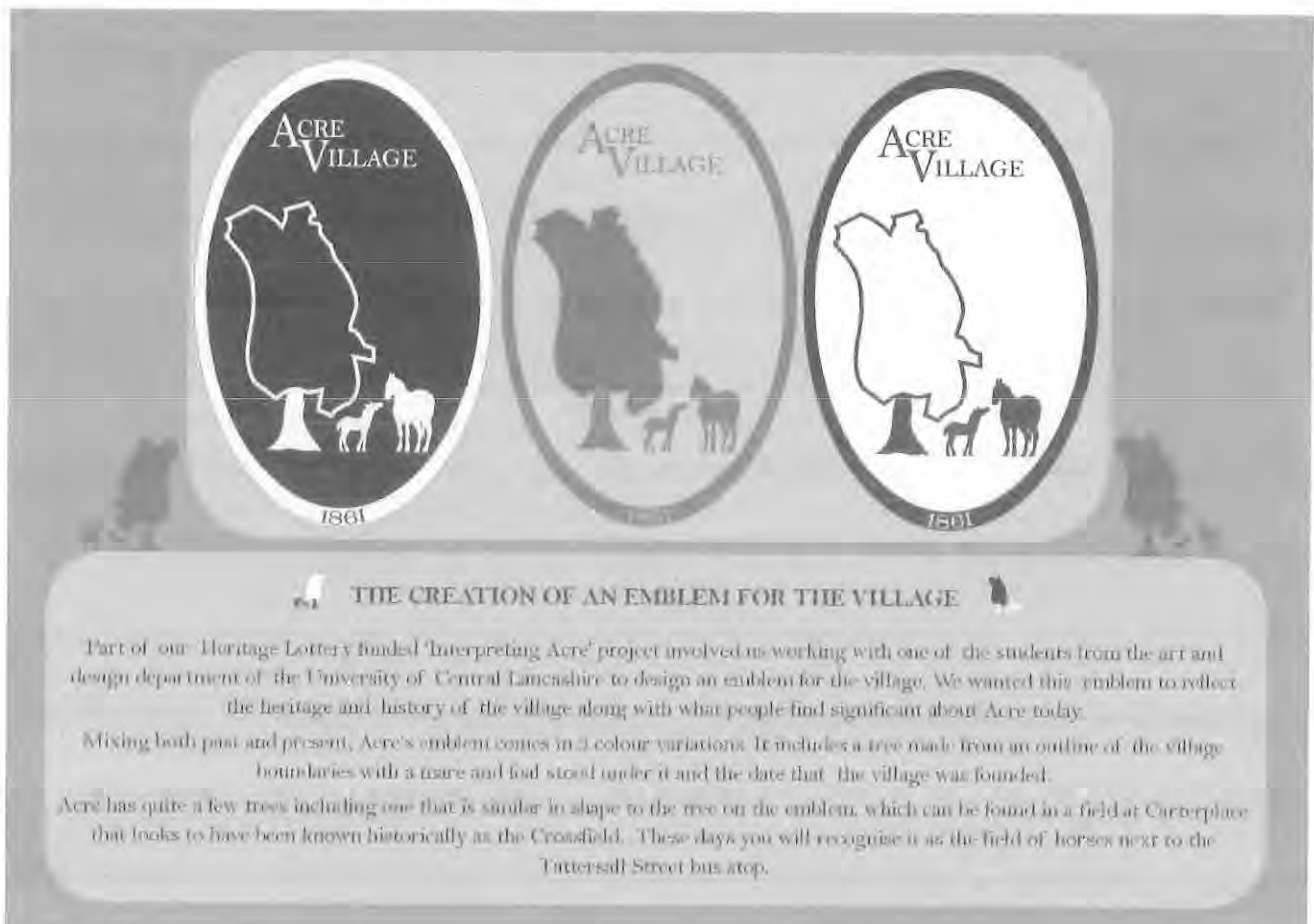 ACRE
VILLAGE
1861
ACRE
VILLAGE
ACRE
VILLAGE
1861
THE CREATION OF AN EMBLEM FOR THE VILLAGE
Part of our Heritage Lottery funded 'Interpreting Acre' project involved us working with one of the students from the art and
design department of the University of Central Lancashire to design an emblem for the village. We wanted this emblem to reflect
the heritage and history of the village along with what people find significant about Acre today.
Mixing both past and present, Acre's emblem comes in 3 colour variations. It includes a tree made from an outline of the village
boundaries with a mare and foal stood under it and the date that the village was founded.
Acre has quite a few trees including one that is similar in shape to the tree on the emblem, which can be found in a field at Carterplace
that looks to have been known historically as the Crossfield. These days you will recognise it as the field of horses next to the
Tattersall Street bus stop.